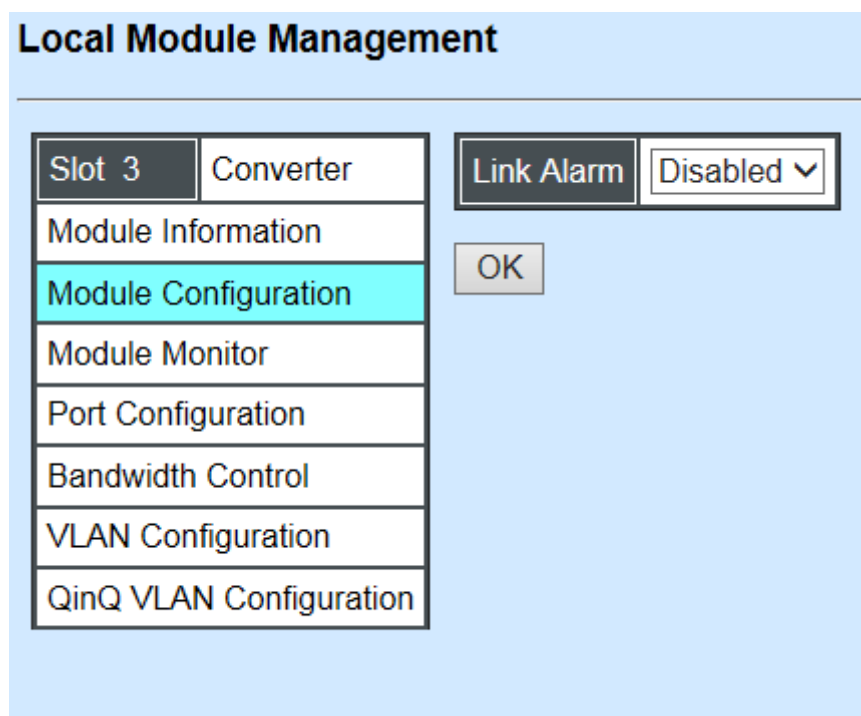 Local Module Management
Slot 3 Converter
Module Information
Module Configuration
Module Monitor
Port Configuration
Bandwidth Control
VLAN Configuration
QinQ VLAN Configuration
Link Alarm Disabled
OK